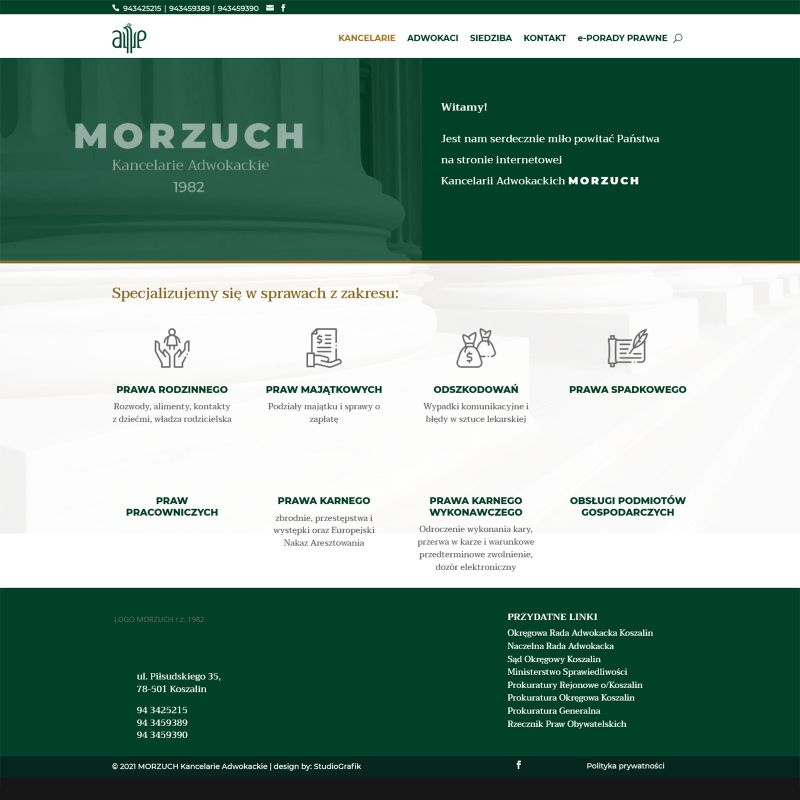 943425215 | 943459389 | 943459390
KANCELARIE ADWOKACI SIEDZIBA KONTAKT e-PORADY PRAWNE
MORZUCH
Kancelarie Adwokackie
1982
Witamy!
Jest nam serdecznie miło powitać Państwa
na stronie internetowej
Kancelarii Adwokackich MORZUCH
Specjalizujemy się w sprawach z zakresu:
PRAWA RODZINNEGO
Rozwody, alimenty, kontakty
z dziećmi, władza rodzicielska
PRAW MAJĄTKOWYCH
Podziały majątku i sprawy o
zapłatę
ODSZKODOWAŃ
Wypadki komunikacyjne i
błędy w sztuce lekarskiej
PRAWA SPADKOWEGO
PRAW
PRACOWNICZYCH
PRAWA KARNEGO
zbrodnie, przestępstwa i
występki oraz Europejski
Nakaz Aresztowania
PRAWA KARNEGO
WYKONAWCZEGO
Odroczenie wykonania kary,
przerwa w karze i warunkowe
przedterminowe zwolnienie,
dozór elektroniczny
OBSŁUGI PODMIOTÓW
GOSPODARCZYCH
LOGO MORZUCH r.z. 1982
ul. Piłsudskiego 35,
78-501 Koszalin
94 3425215
94 3459389
94 3459390
PRZYDATNE LINKI
Okręgowa Rada Adwokacka Koszalin
Naczelna Rada Adwokacka
Sąd Okręgowy Koszalin
Ministerstwo Sprawiedliwości
Prokuratury Rejonowe o/Koszalin
Prokuratura Okręgowa Koszalin
Prokuratura Generalna
Rzecznik Praw Obywatelskich
© 2021 MORZUCH Kancelarie Adwokackie | design by: StudioGrafik
Polityka prywatności